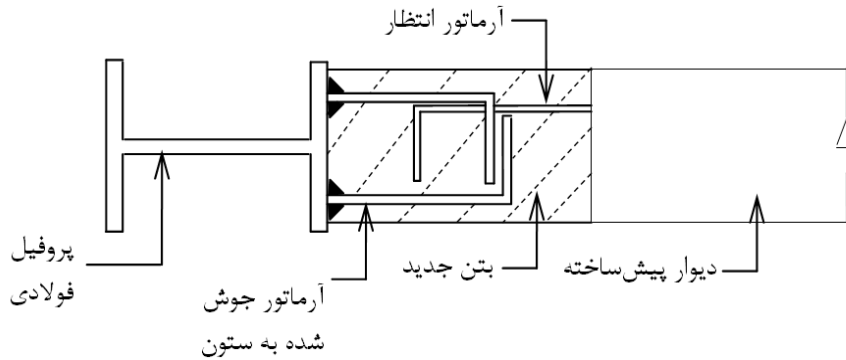 آرماتور انتظار
پروفیل
فولادی
آرماتور جوش
شده به ستون
بتن جدید
دیوار پیش‌ساخته